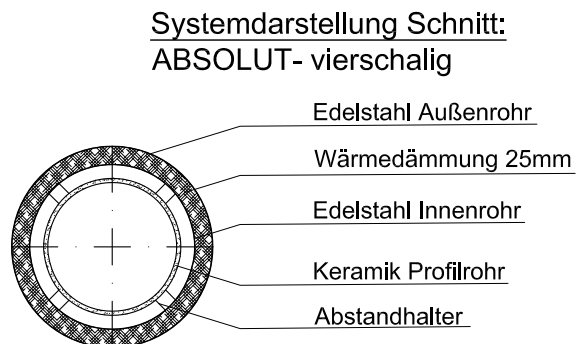 Systemdarstellung Schnitt:
ABSOLUT- vierschalig
Edelstahl Außenrohr
Wärmedämmung 25mm
Edelstahl Innenrohr
Keramik Profilrohr
Abstandhalter